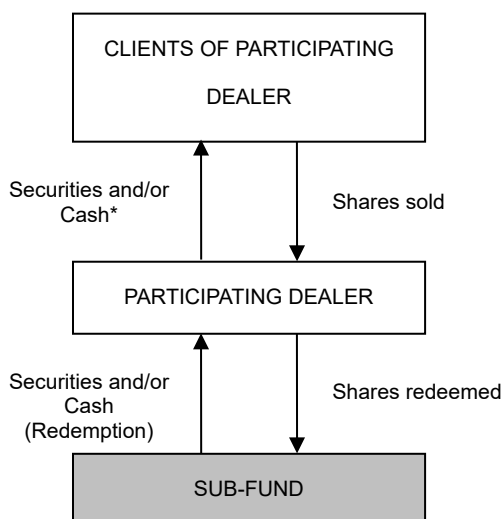 CLIENTS OF PARTICIPATING
DEALER
Securities and/or
Cash*
Shares sold
PARTICIPATING DEALER
Securities and/or
Cash
(Redemption)
Shares redeemed
SUB-FUND